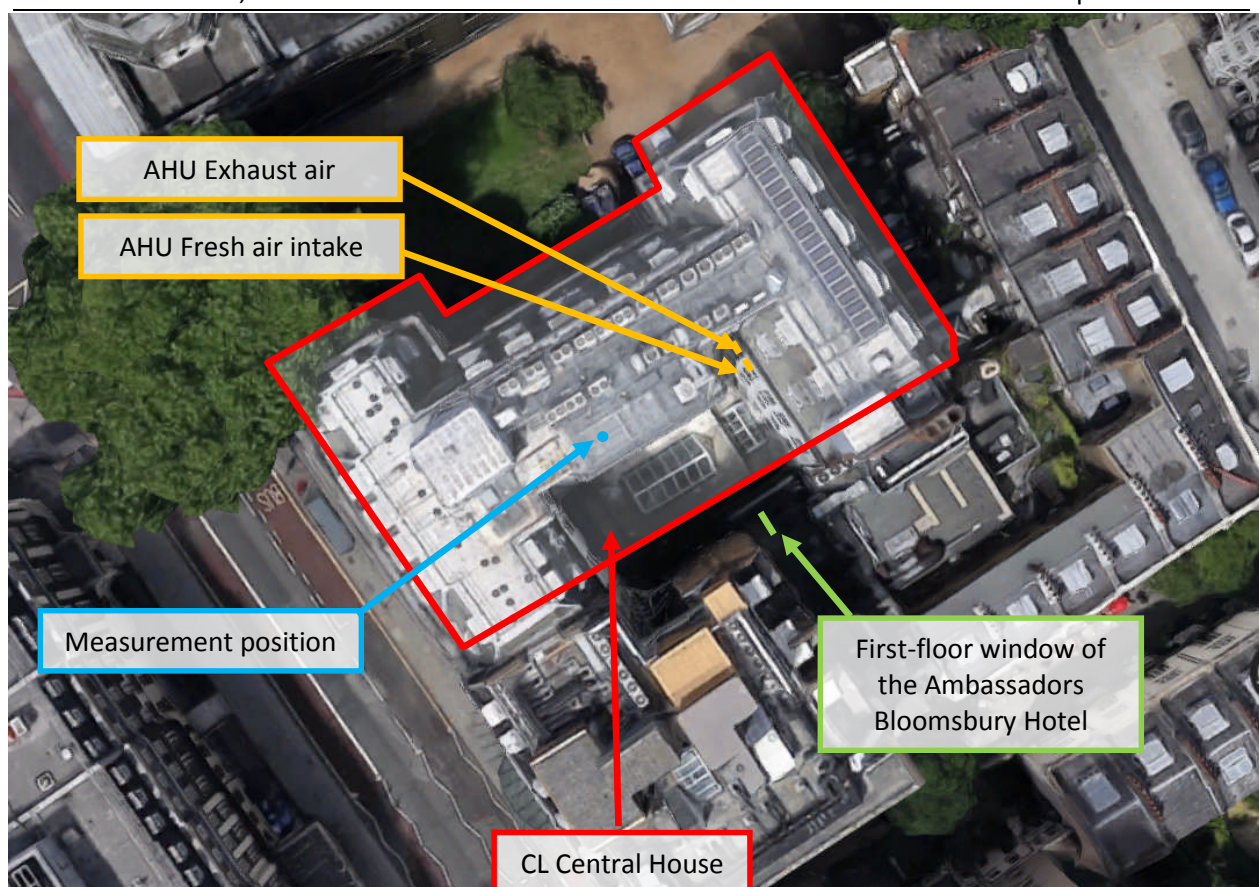 AHU Exhaust air
AHU Fresh air intake
BUS
Measurement position
First-floor window of
the Ambassadors
Bloomsbury Hotel
CL Central House